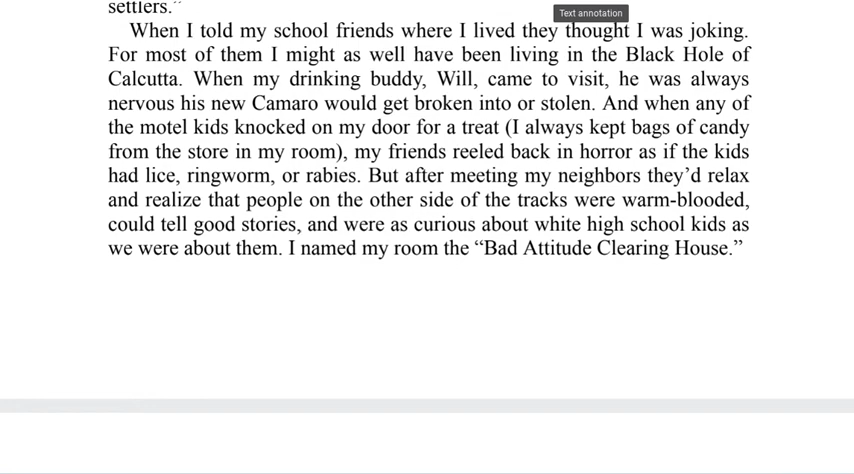 settlers.”
Text annotation
When I told my school friends where I lived they thought I was joking.
For most of them I might as well have been living in the Black Hole of
Calcutta. When my drinking buddy, Will, came to visit, he was always
nervous his new Camaro would get broken into or stolen. And when any of
the motel kids knocked on my door for a treat (I always kept bags of candy
from the store in my room), my friends reeled back in horror as if the kids
had lice, ringworm, or rabies. But after meeting my neighbors they’d relax
and realize that people on the other side of the tracks were warm-blooded,
could tell good stories, and were as curious about white high school kids as
we were about them. I named my room the “Bad Attitude Clearing House.”